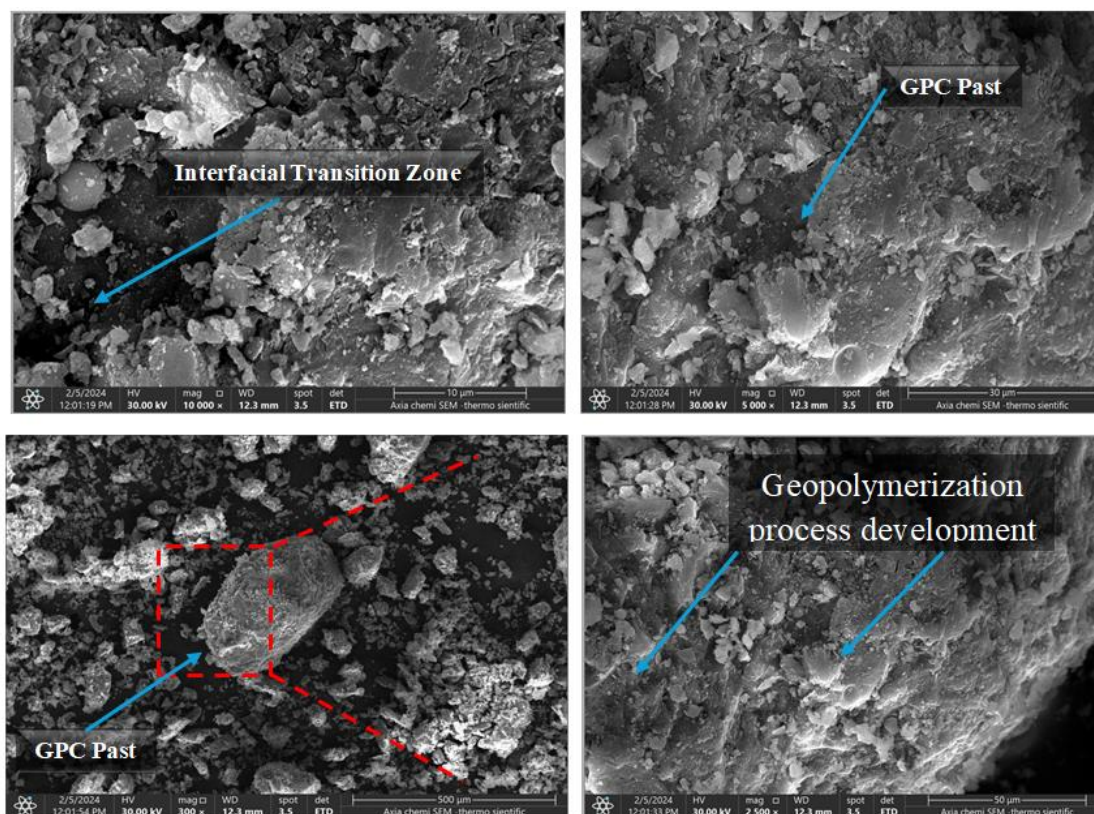 Interfacial Transition Zone
2/5/2024 HV mag WD spot det 10 µm
12:01:19 PM 30.00 kV 10 000 × 12.3 mm 3.5 ETD Axia chemi SEM -thermo sientific
GPC Past
2/5/2024 HV mag WD spot det 30 µm
12:01:28 PM 30.00 kV 5 000 × 12.3 mm 3.5 ETD Axia chemi SEM -thermo sientific
GPC Past
2/5/2024 HV mag WD spot det 500 µm
12:01:54 PM 30.00 kV 300 × 12.3 mm 3.5 ETD Axia chemi SEM -thermo sientific
Geopolymerization
process development
2/5/2024 HV mag WD spot det 50 µm
12:01:33 PM 30.00 kV 2 500 × 12.3 mm 3.5 ETD Axia chemi SEM -thermo sientific